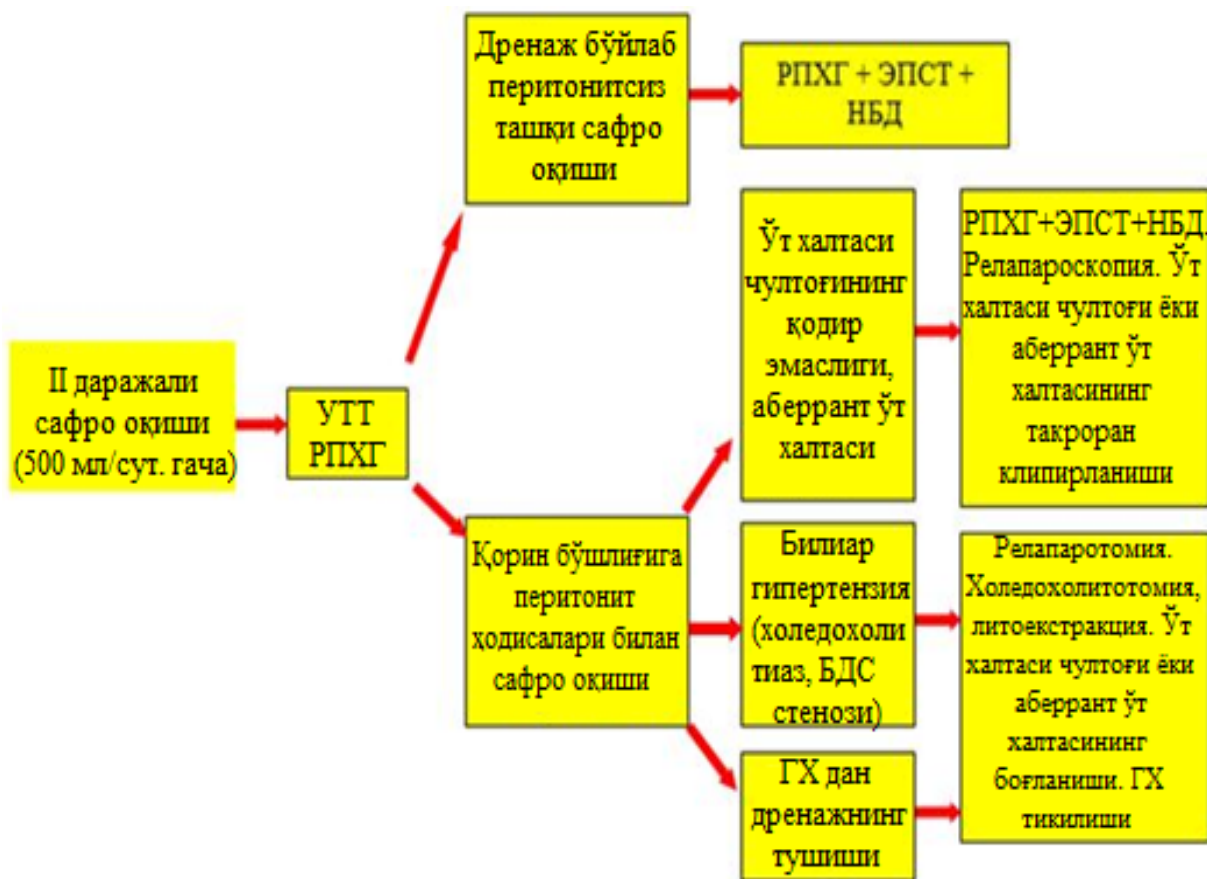 II даражали
сафро оқиши
(500 мл/сут. гача)
УТТ
РПХГ
Дренаж бўйлаб
перитонитсиз
ташқи сафро
оқиши
РПХГ + ЭПСТ +
НБД
Қорин бўшлиғига
перитонит
ҳодисалари билан
сафро оқиши
Ўт халтаси
чултоғининг
қодир
эмаслиги,
аберрант ўт
халтаси
РПХГ+ЭПСТ+НБД.
Релапароскопия. Ўт
халтаси чултоғи ёки
аберрант ўт
халтасининг
такроран
клипирланиши
Билиар
гипертензия
(холедохоли
тиаз, БДС
стенози)
ГХ дан
дренажнинг
тушиши
Релапаротомия.
Холедохолитотомия,
литоекстракция. Ўт
халтаси чултоғи ёки
аберрант ўт
халтасининг
боғланиши. ГХ
тикилиши